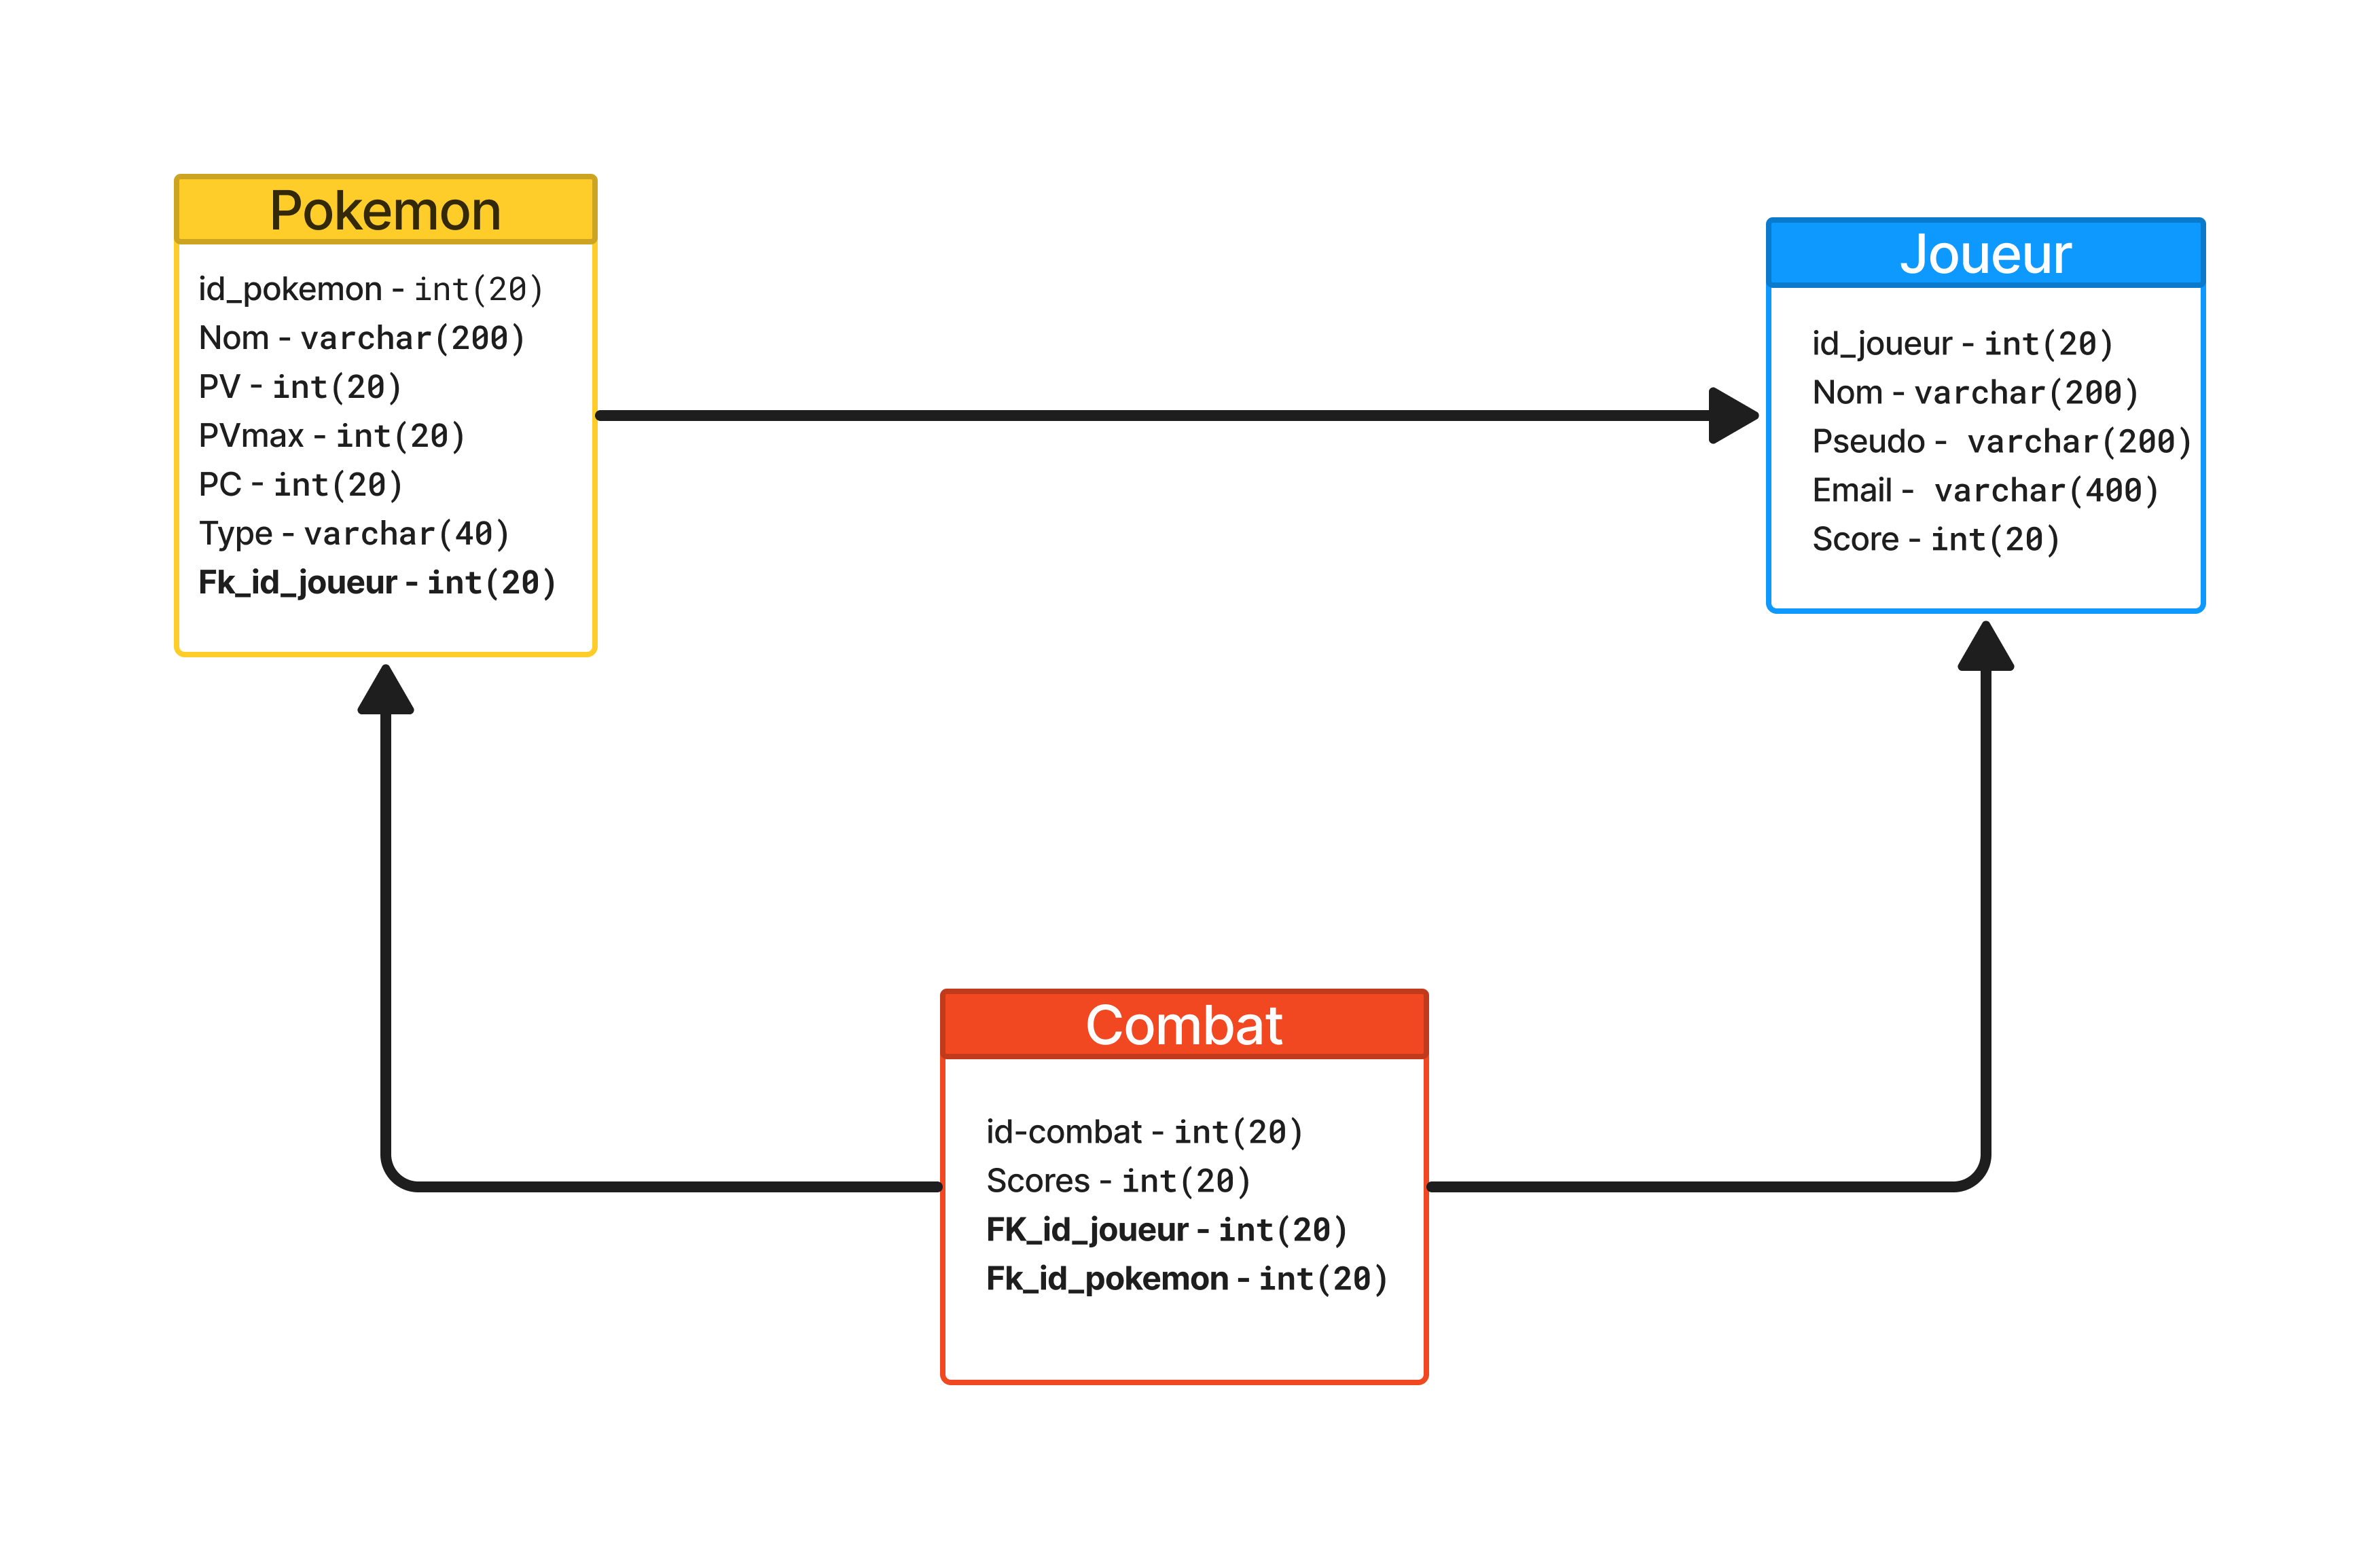 Pokemon
id_pokemon - int(20)
Nom - varchar(200)
PV - int(20)
PVmax - int(20)
PC - int(20)
Type - varchar(40)
Fk_id_joueur - int(20)
Joueur
id_joueur - int(20)
Nom - varchar(200)
Pseudo - varchar(200)
Email - varchar(400)
Score - int(20)
Combat
id-combat - int(20)
Scores - int(20)
FK_id_joueur - int(20)
Fk_id_pokemon - int(20)